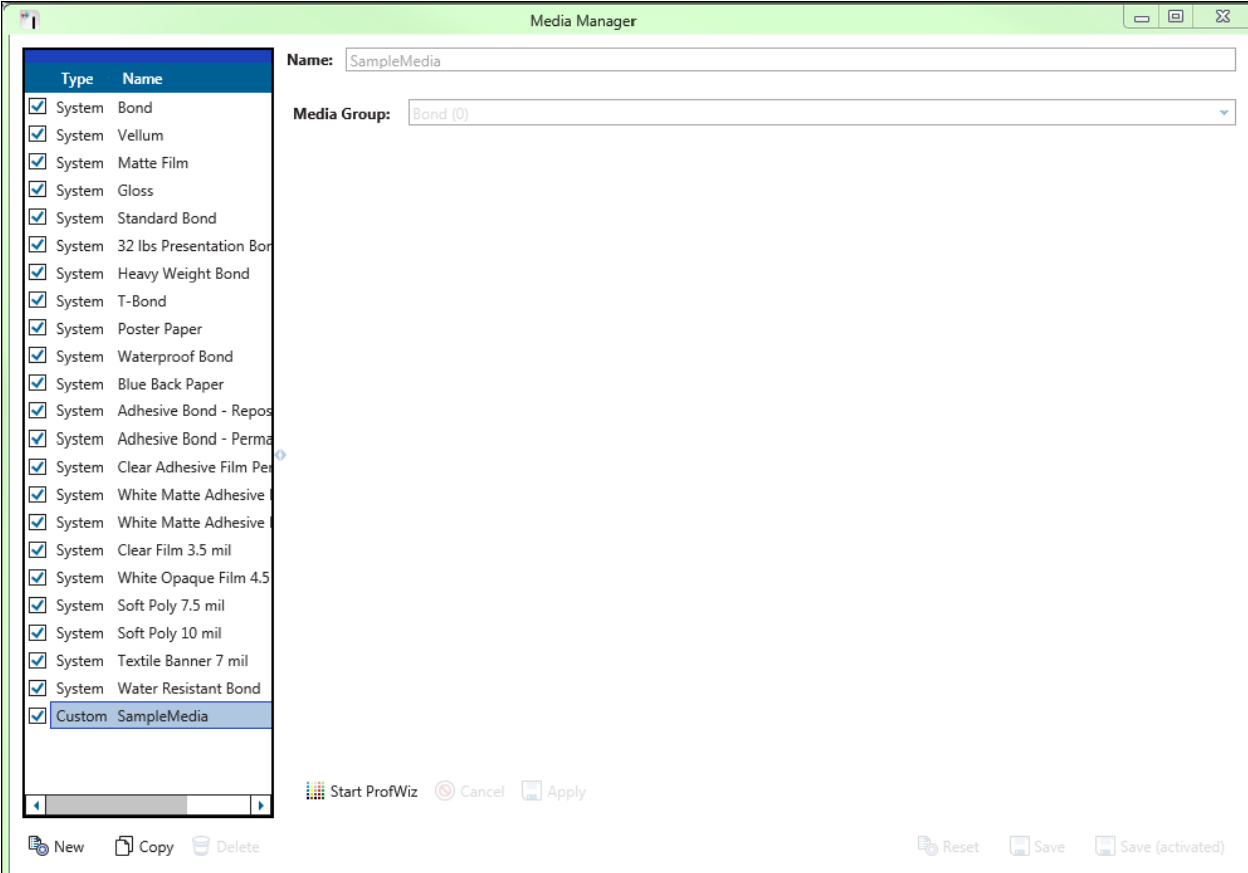 Media Manager
Name: SampleMedia
Type Name
Media Group: Bond (0)
System Bond
System Vellum
System Matte Film
System Gloss
System Standard Bond
System 32 lbs Presentation Bon
System Heavy Weight Bond
System T-Bond
System Poster Paper
System Waterproof Bond
System Blue Back Paper
System Adhesive Bond - Repos
System Adhesive Bond - Perma
System Clear Adhesive Film Per
System White Matte Adhesive
System White Matte Adhesive
System Clear Film 3.5 mil
System White Opaque Film 4.5
System Soft Poly 7.5 mil
System Soft Poly 10 mil
System Textile Banner 7 mil
System Water Resistant Bond
Custom SampleMedia
Start ProfWiz Cancel Apply
New Copy Delete Reset Save Save (activated)